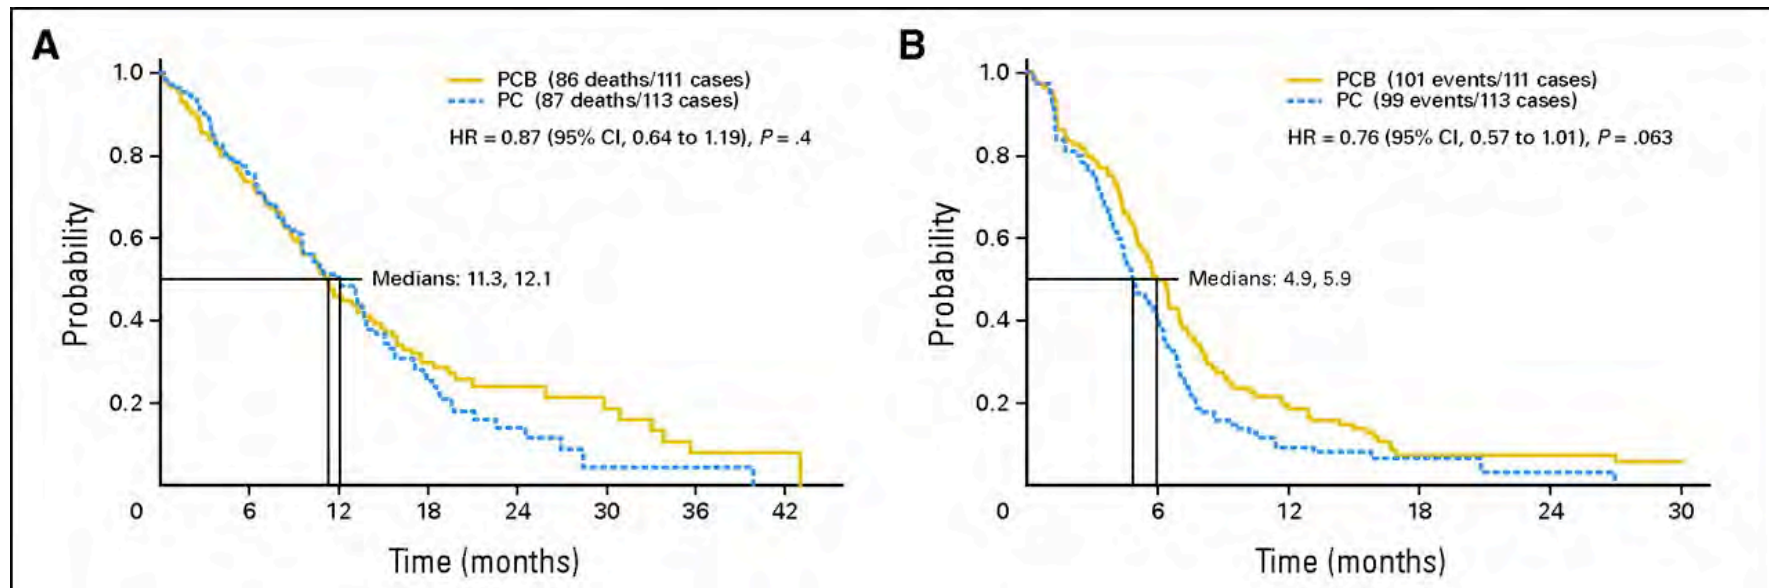 A
PCB (86 deaths/111 cases)
PC (87 deaths/113 cases)
HR = 0.87 (95% CI, 0.64 to 1.19), P = .4
Probability
1.0
0.8
0.6
0.4
0.2
Medians: 11.3, 12.1
0 6 12 18 24 30 36 42
Time (months)
B
PCB (101 events/111 cases)
PC (99 events/113 cases)
HR = 0.76 (95% CI, 0.57 to 1.01), P = .063
Probability
1.0
0.8
0.6
0.4
0.2
Medians: 4.9, 5.9
0 6 12 18 24 30
Time (months)